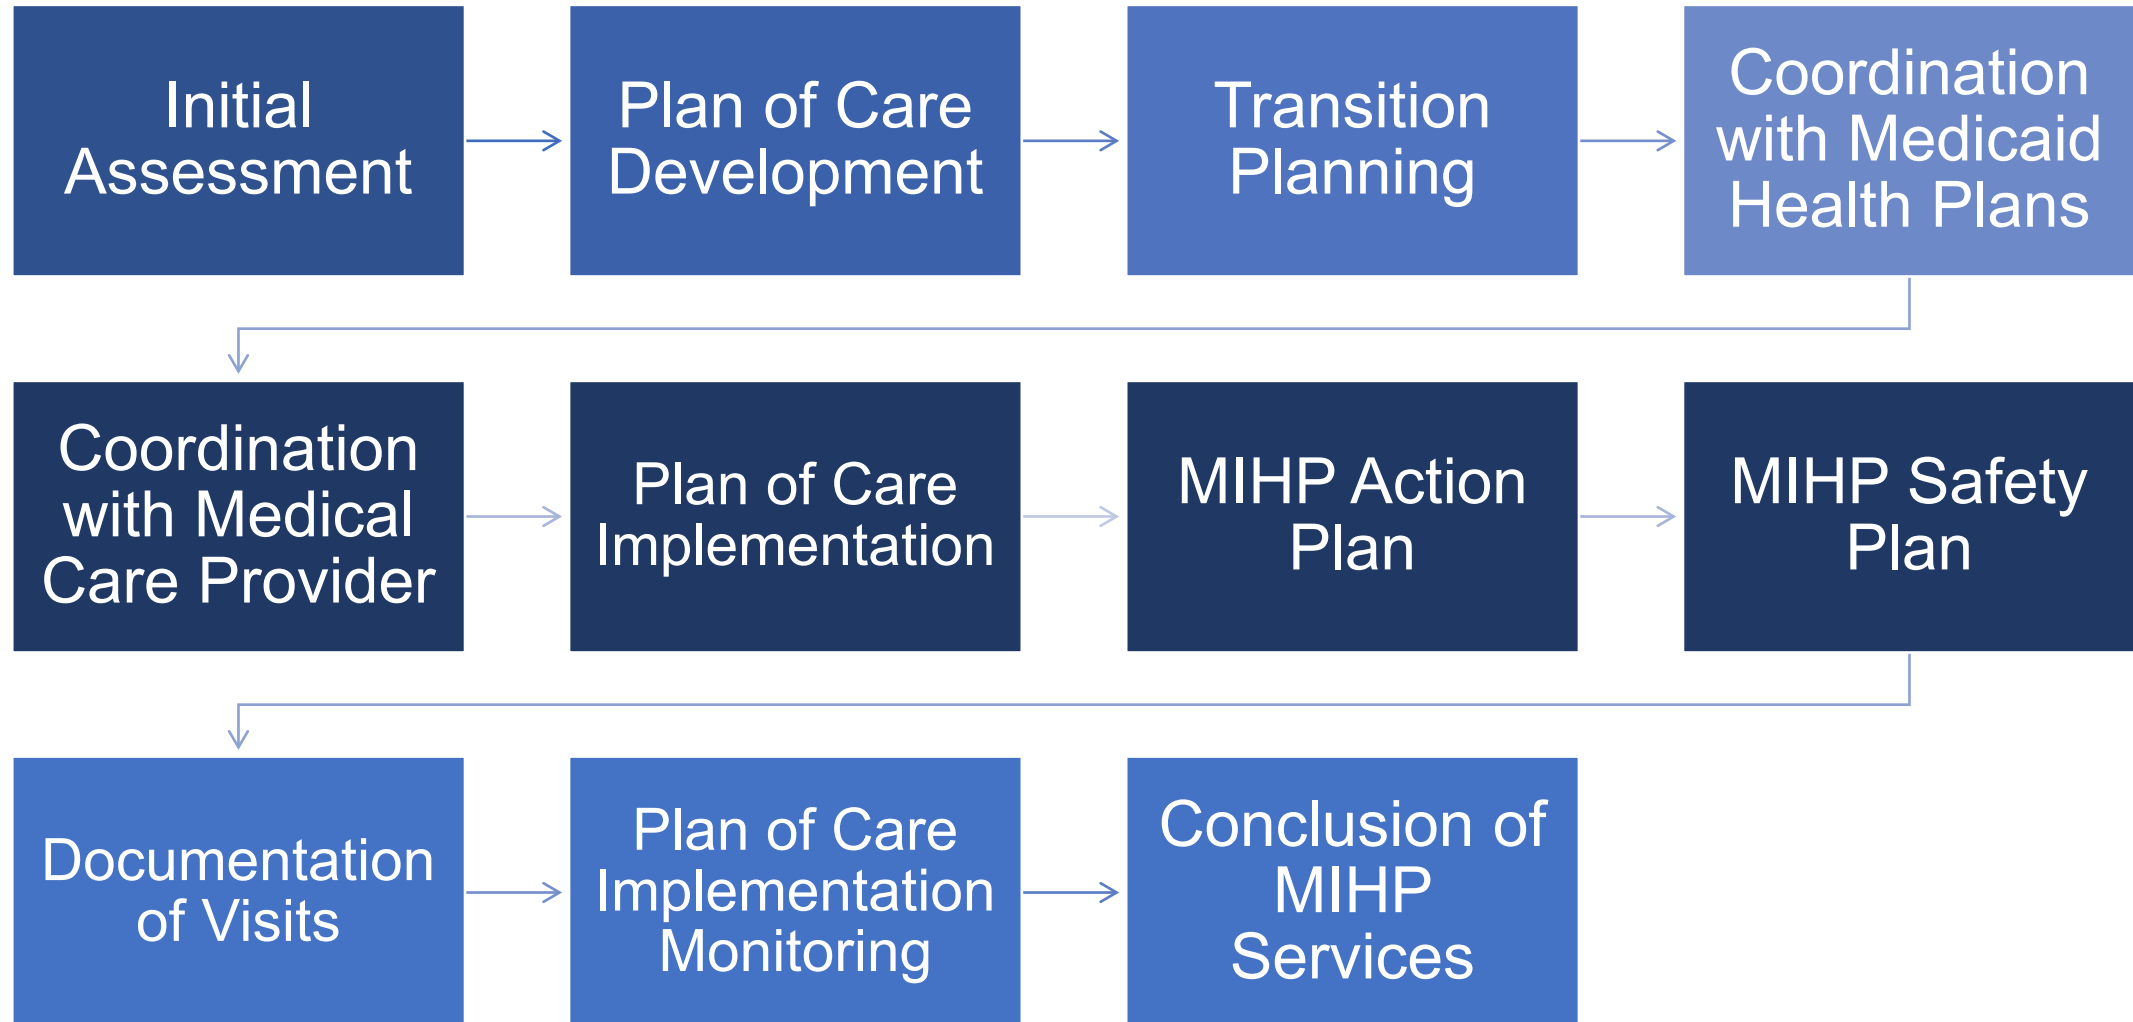 Initial
Assessment
Plan of Care
Development
Transition
Planning
Coordination
with Medicaid
Health Plans
Coordination
with Medical
Care Provider
Plan of Care
Implementation
MIHP Action
Plan
MIHP Safety
Plan
Documentation
of Visits
Plan of Care
Implementation
Monitoring
Conclusion of
MIHP
Services